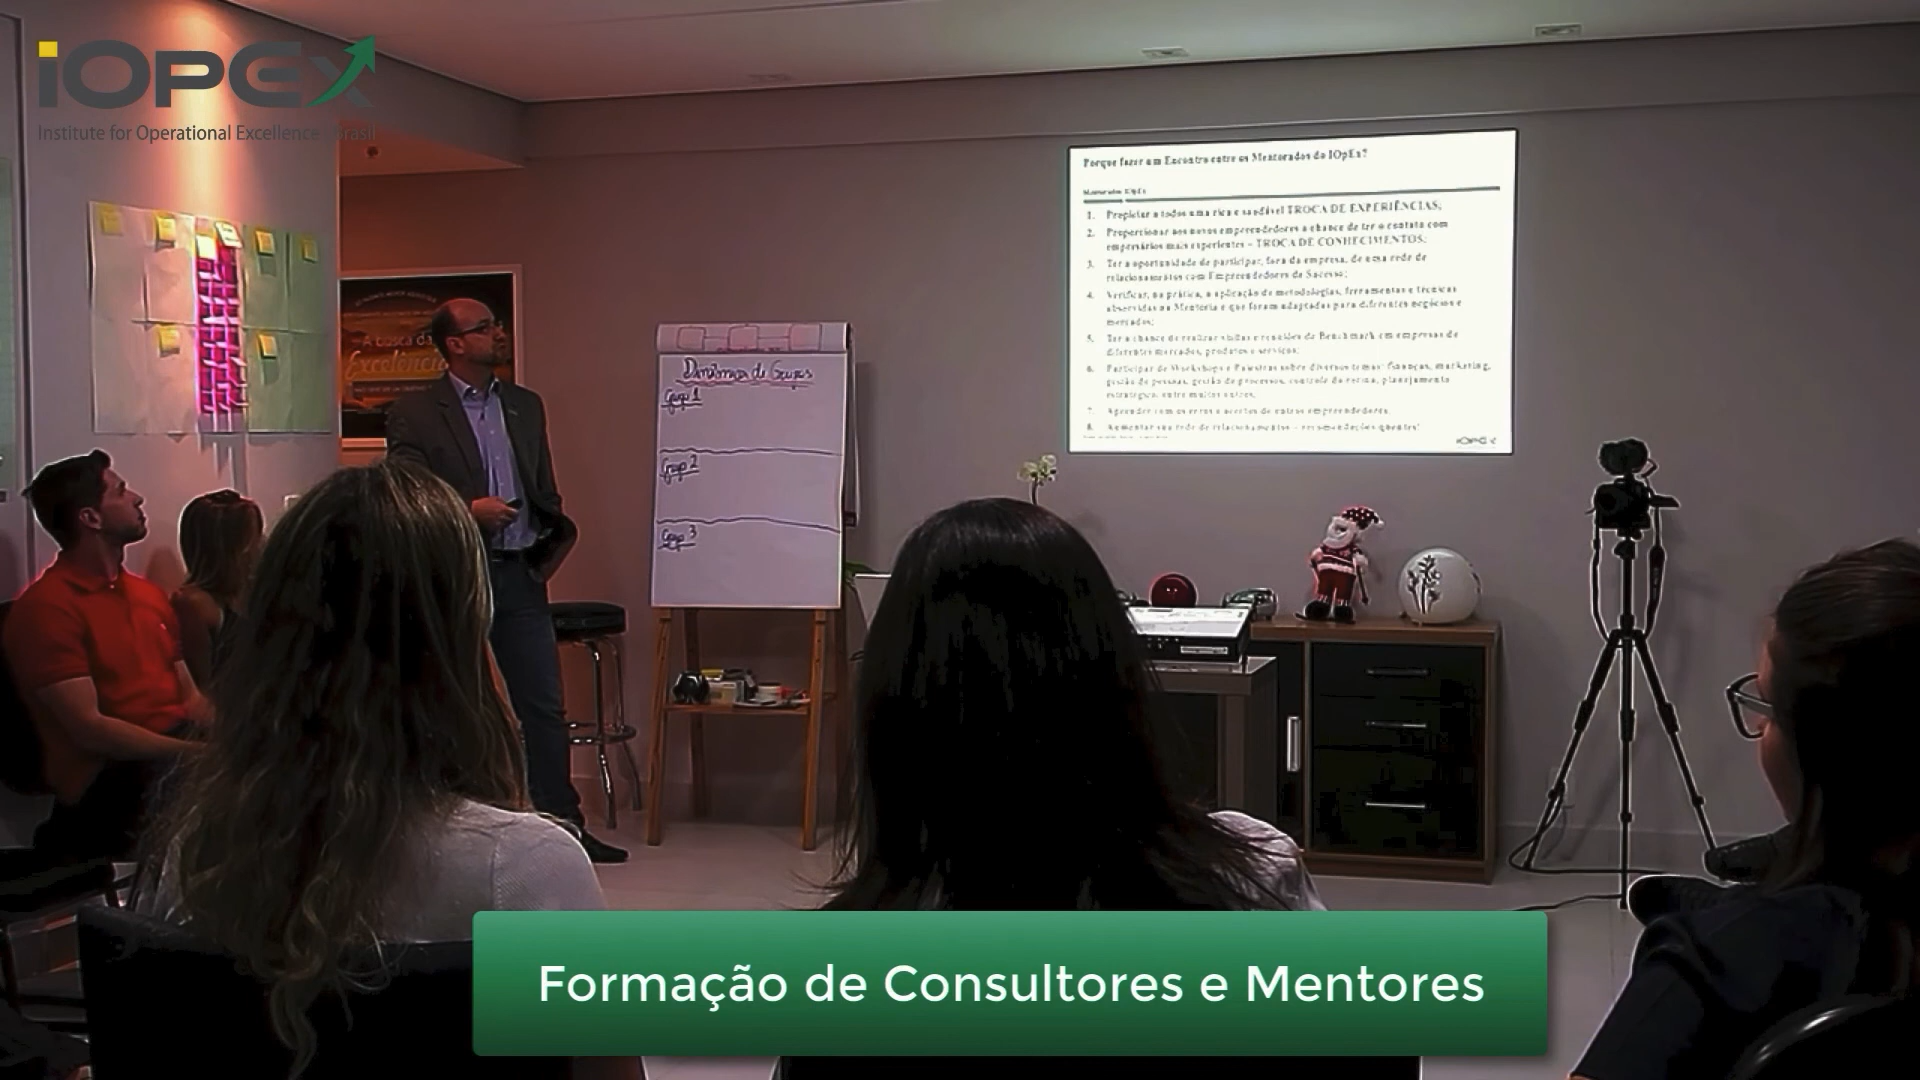 iOPEx
Institute for Operational Excellence Brasil
A busca da
Excelência
Dinâmica de Grupos
Grupo 1
Grupo 2
Grupo 3
Porque fazer um Encontro entre os Mentorados do IOpEx?
Mentorados IOpEx
1. Propiciar a todos uma rica e saudável TROCA DE EXPERIÊNCIAS;
2. Proporcionar aos novos empreendedores a chance de ter o contato com
empresários mais experientes – TROCA DE CONHECIMENTOS;
3. Ter a oportunidade de participar, fora da empresa, de uma rede de
relacionamentos com Empreendedores de Sucesso;
4. Verificar, na prática, a aplicação de metodologias, ferramentas e técnicas
absorvidas na Mentoria e que foram adaptadas para diferentes negócios e
mercados;
5. Ter a chance de realizar visitas e reuniões de Benchmark em empresas de
diferentes mercados, produtos e serviços;
6. Participar de Workshops e Palestras sobre diversos temas: finanças, marketing,
gestão de pessoas, gestão de processos, controle da rotina, planejamento
estratégico, entre muitos outros;
7. Aprender com os erros e acertos de outros empreendedores;
8. Aumentar sua rede de relacionamentos – recomendações quentes!
iOPEx
Formação de Consultores e Mentores